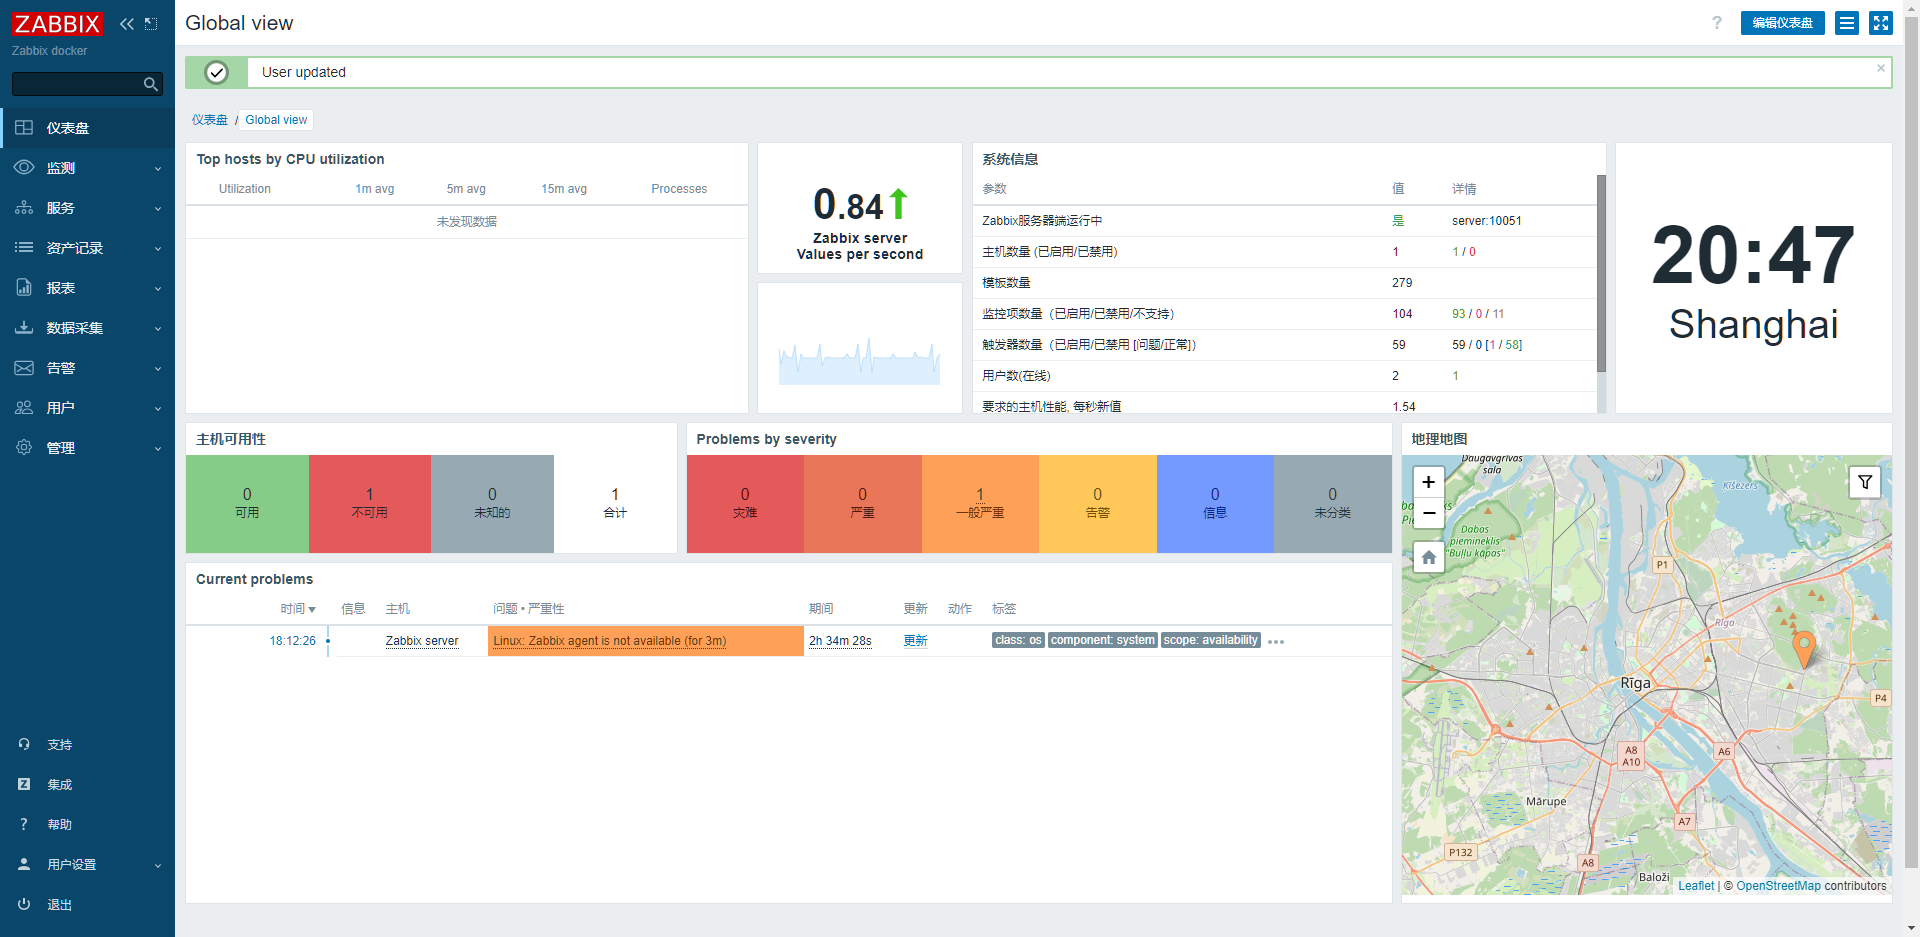 ZABBIX
Zabbix docker
仪表盘
监测
服务
资产记录
报表
数据采集
告警
用户
管理
支持
集成
? 帮助
用户设置
退出
Global view
? 编辑仪表盘
User updated ×
仪表盘 / Global view
Top hosts by CPU utilization
Utilization 1m avg 5m avg 15m avg Processes
未发现数据
0.84
Zabbix server
Values per second
系统信息
参数 值 详情
Zabbix服务器端运行中 是 server:10051
主机数量 (已启用/已禁用) 1 1 / 0
模板数量 279
监控项数量 (已启用/已禁用/不支持) 104 93 / 0 / 11
触发器数量 (已启用/已禁用 [问题/正常]) 59 59 / 0 [1 / 58]
用户数(在线) 2 1
要求的主机性能, 每秒新值 1.54
20:47
Shanghai
主机可用性
0 可用
1 不可用
0 未知的
1 合计
Problems by severity
0 灾难
0 严重
1 一般严重
0 告警
0 信息
0 未分类
Current problems
时间 信息 主机 问题 • 严重性 期间 更新 动作 标签
18:12:26 Zabbix server Linux: Zabbix agent is not available (for 3m) 2h 34m 28s 更新 class: os component: system scope: availability
地理地图
+
−
Daugavgrīvas
sala
Ķīšezers
Dabas
piemineklis
"Buļļu kāpas"
P1
Rīga
Rīga
P4
A8
A10
A6
Mārupe
A7
P132
A8
Baloži
Leaflet | © OpenStreetMap contributors